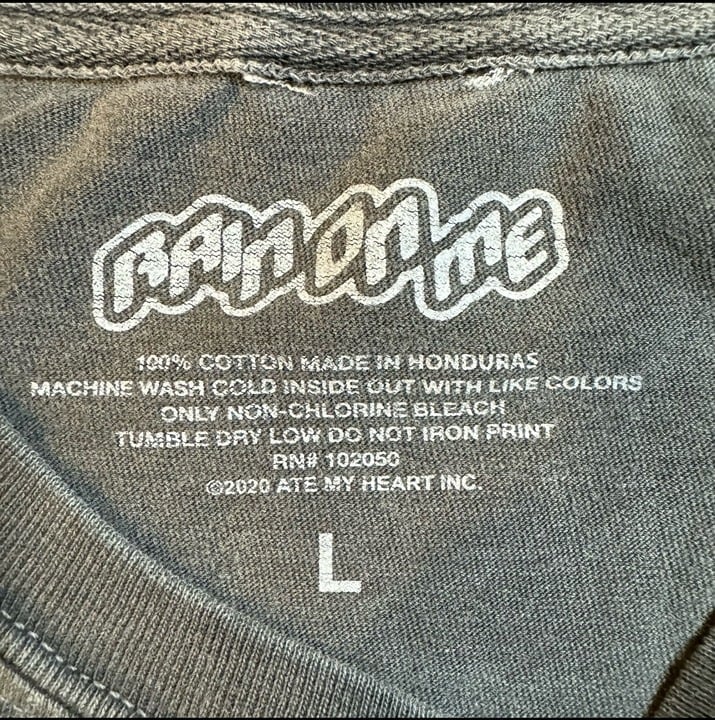 RAIN ON ME
100% COTTON MADE IN HONDURAS
MACHINE WASH COLD INSIDE OUT WITH LIKE COLORS
ONLY NON-CHLORINE BLEACH
TUMBLE DRY LOW DO NOT IRON PRINT
RN# 102050
©2020 ATE MY HEART INC.
L